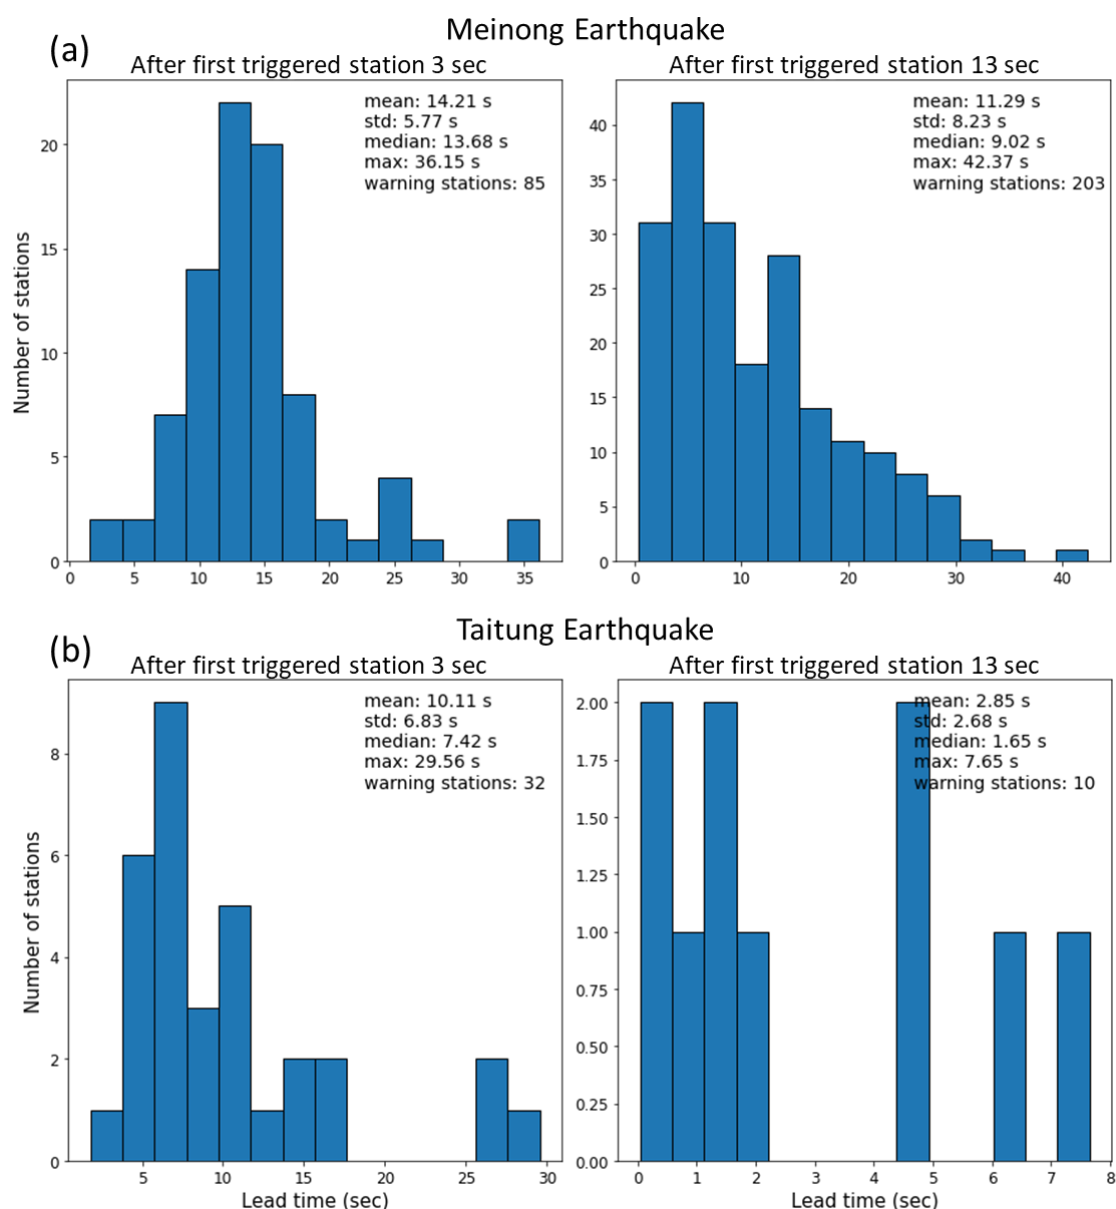 Meinong Earthquake
(a)
After first triggered station 3 sec
After first triggered station 13 sec
mean: 14.21 s
std: 5.77 s
median: 13.68 s
max: 36.15 s
warning stations: 85
mean: 11.29 s
std: 8.23 s
median: 9.02 s
max: 42.37 s
warning stations: 203
Number of stations
20
15
10
5
0
0 5 10 15 20 25 30 35
40
35
30
25
20
15
10
5
0
0 10 20 30 40
Taitung Earthquake
(b)
After first triggered station 3 sec
After first triggered station 13 sec
mean: 10.11 s
std: 6.83 s
median: 7.42 s
max: 29.56 s
warning stations: 32
mean: 2.85 s
std: 2.68 s
median: 1.65 s
max: 7.65 s
warning stations: 10
Number of stations
8
6
4
2
0
5 10 15 20 25 30
Lead time (sec)
2.00
1.75
1.50
1.25
1.00
0.75
0.50
0.25
0.00
0 1 2 3 4 5 6 7 8
Lead time (sec)